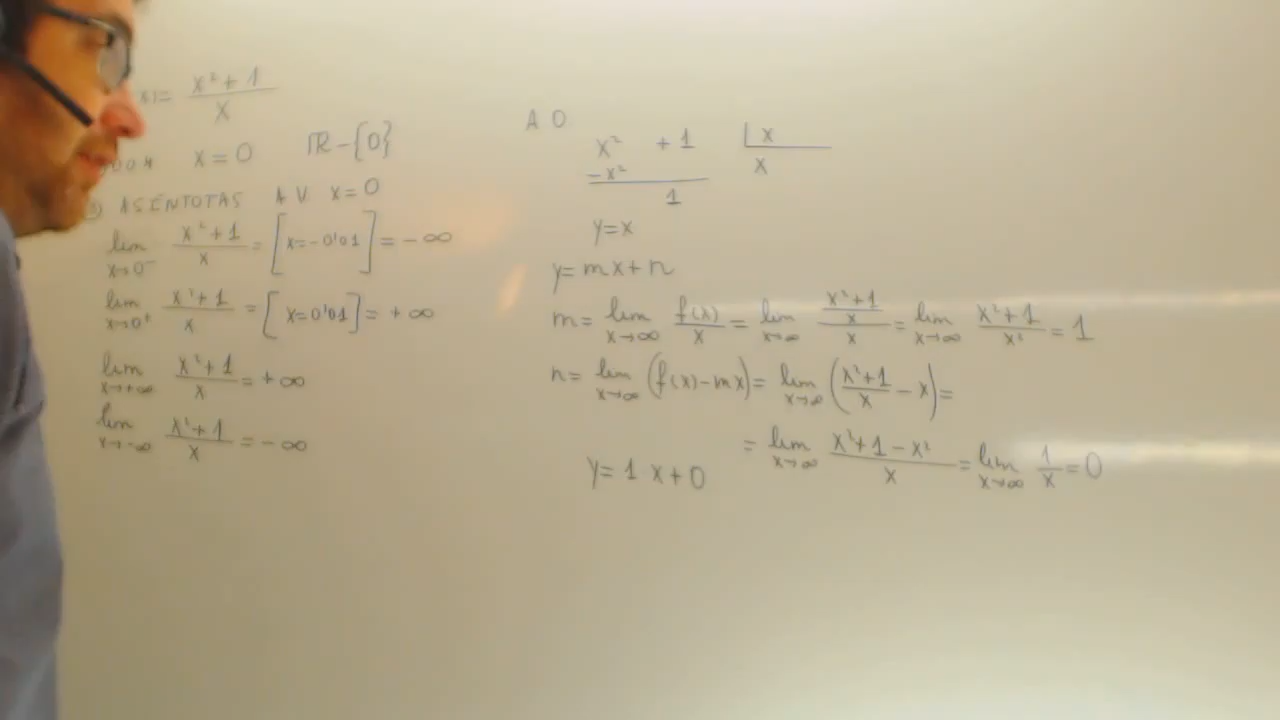 x)= x²+1 / x
DOM x=0 ℝ-{0}
ASÍNTOTAS A V x=0
lim x→0⁻ x²+1 / x = [x=-0'01] = -∞
lim x→0⁺ x²+1 / x = [x=0'01] = +∞
lim x→+∞ x²+1 / x = +∞
lim x→-∞ x²+1 / x = -∞
A O
x² +1 | x
-x² x
1
y=x
y=mx+n
m= lim x→∞ f(x) / x = lim x→∞ (x²+1 / x) / x = lim x→∞ x²+1 / x² = 1
n= lim x→∞ (f(x)-mx)= lim x→∞ (x²+1 / x - x)=
= lim x→∞ x²+1-x² / x = lim x→∞ 1 / x = 0
y= 1 x+0